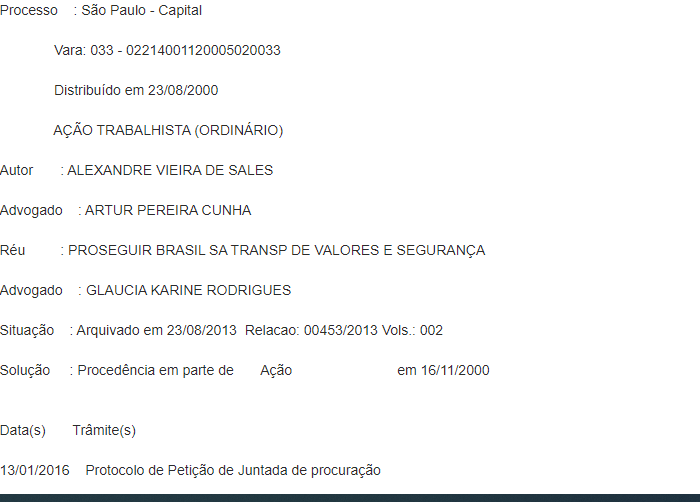 Processo : São Paulo - Capital
Vara: 033 - 02214001120005020033
Distribuído em 23/08/2000
AÇÃO TRABALHISTA (ORDINÁRIO)
Autor : ALEXANDRE VIEIRA DE SALES
Advogado : ARTUR PEREIRA CUNHA
Réu : PROSEGUIR BRASIL SA TRANSP DE VALORES E SEGURANÇA
Advogado : GLAUCIA KARINE RODRIGUES
Situação : Arquivado em 23/08/2013 Relacao: 00453/2013 Vols.: 002
Solução : Procedência em parte de Ação em 16/11/2000
Data(s) Trâmite(s)
13/01/2016 Protocolo de Petição de Juntada de procuração